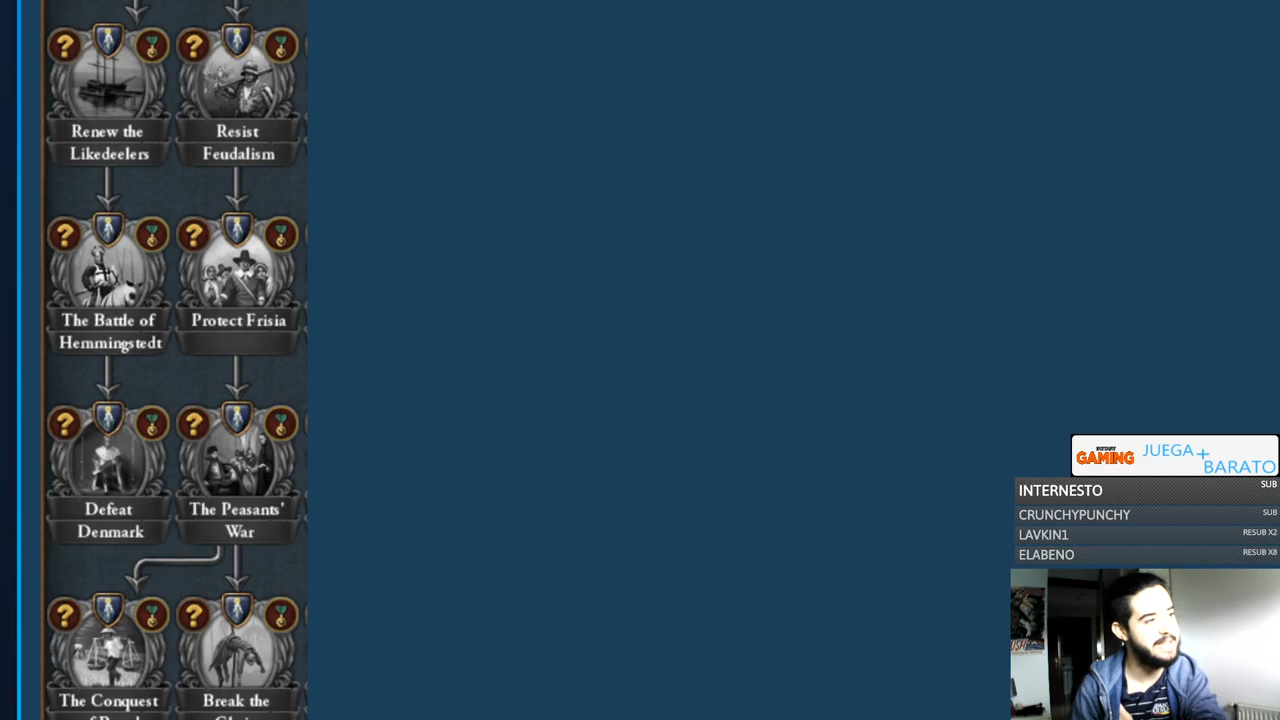 Renew the
Likedeelers
Resist
Feudalism
The Battle of
Hemmingstedt
Protect Frisia
Defeat
Denmark
The Peasants'
War
The Conquest
Break the
INSTANT
GAMING
JUEGA+
BARATO
INTERNESTO SUB
CRUNCHYPUNCHY SUB
LAVKIN1 RESUB X2
ELABENO RESUB X8